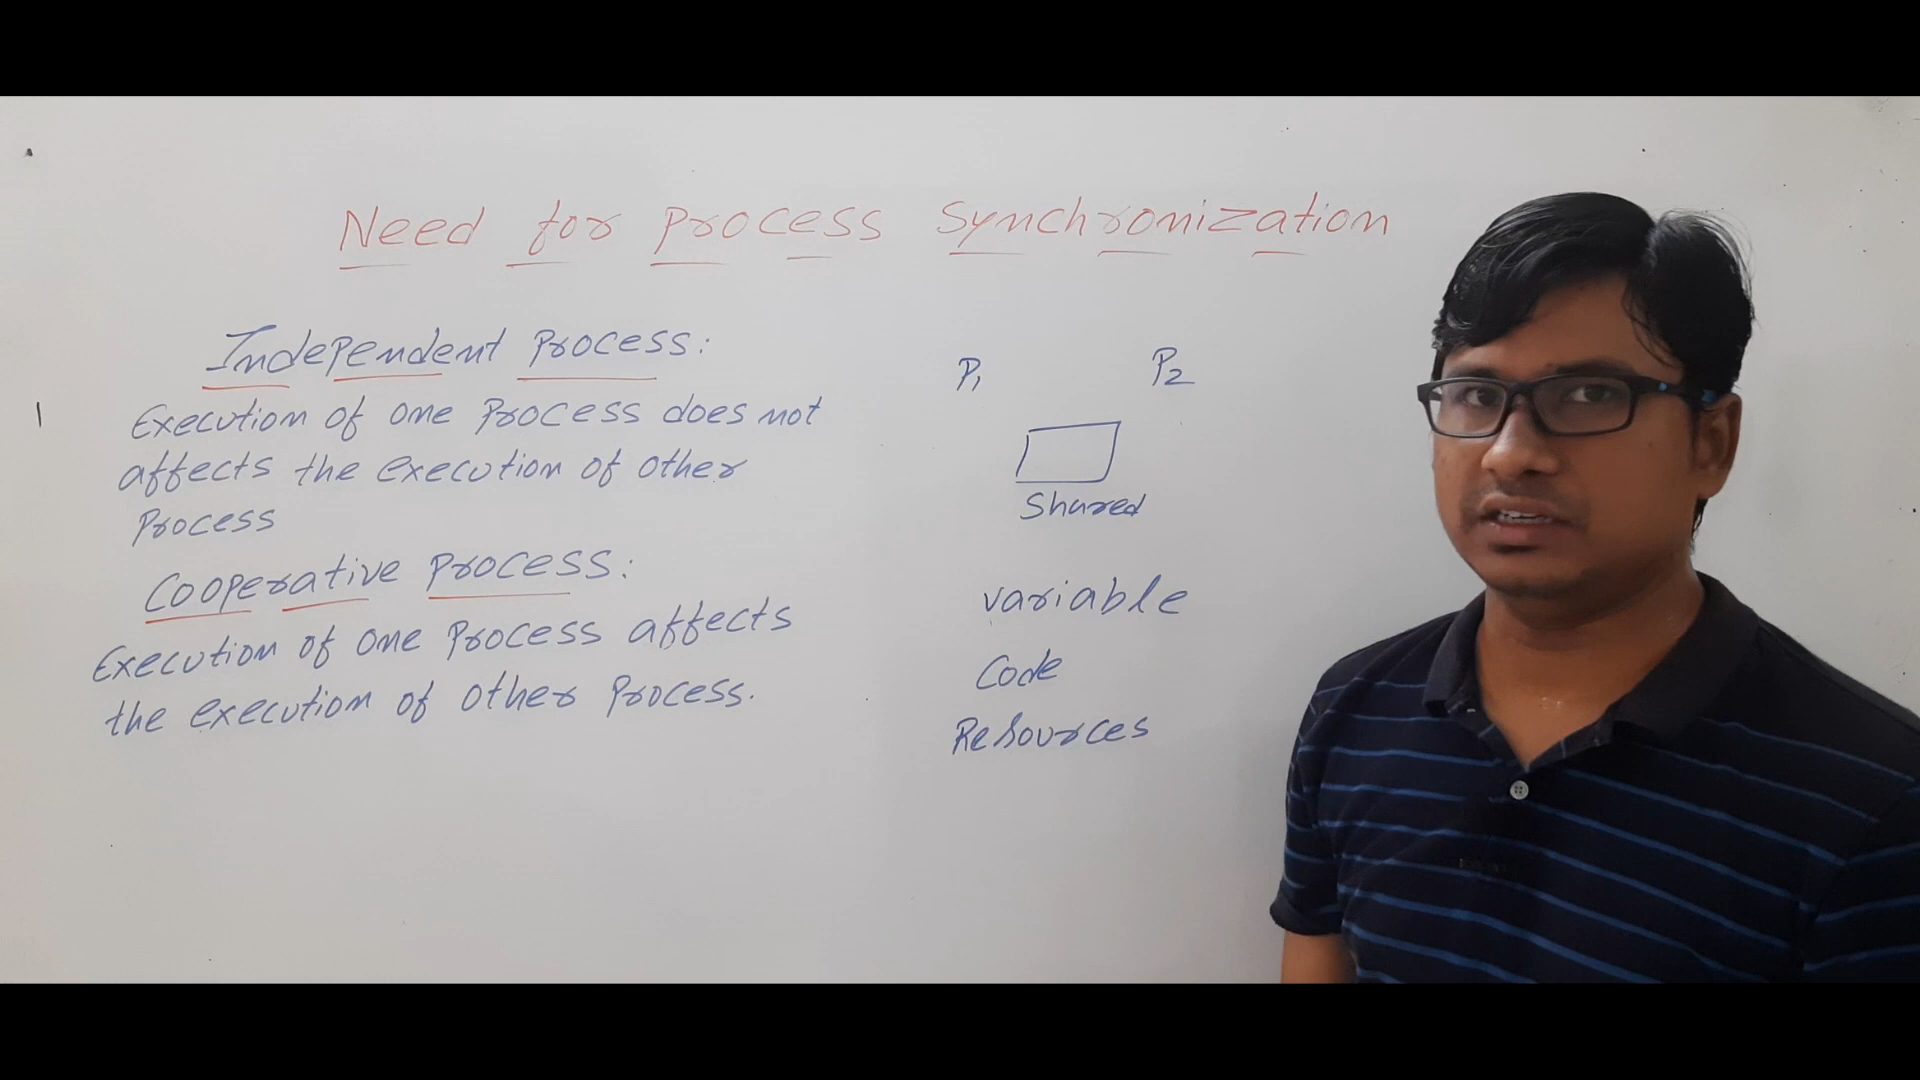 Need for Process Synchronization
Independent Process:
Execution of one Process does not
affects the execution of other
Process
Cooperative Process:
Execution of one Process affects
the execution of other Process.
P1 P2
Shared
variable
Code
Resources